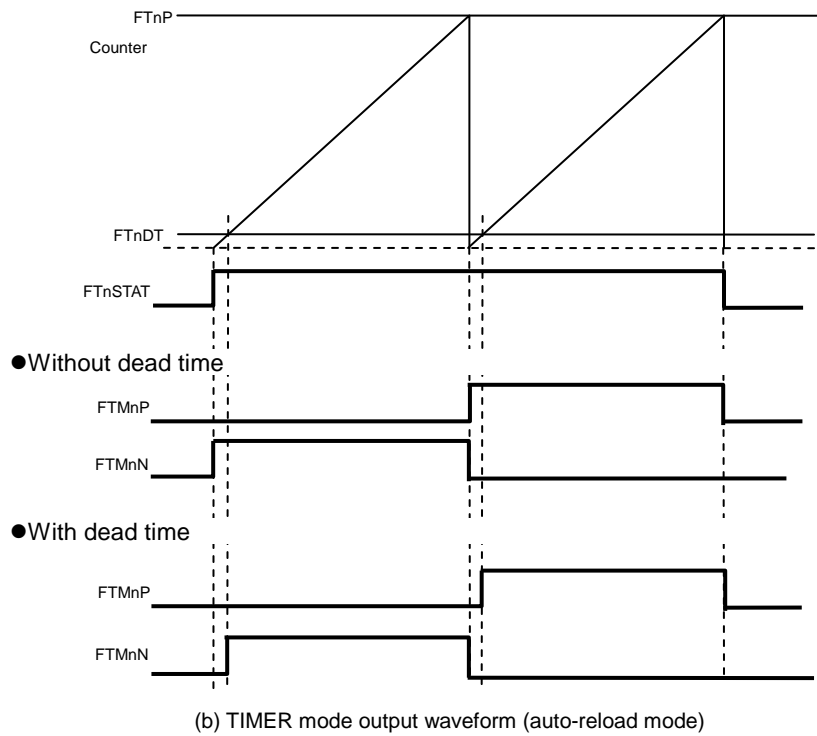 FTnP
Counter
FTnDT
FTnSTAT
●Without dead time
FTMnP
FTMnN
●With dead time
FTMnP
FTMnN
(b) TIMER mode output waveform (auto-reload mode)